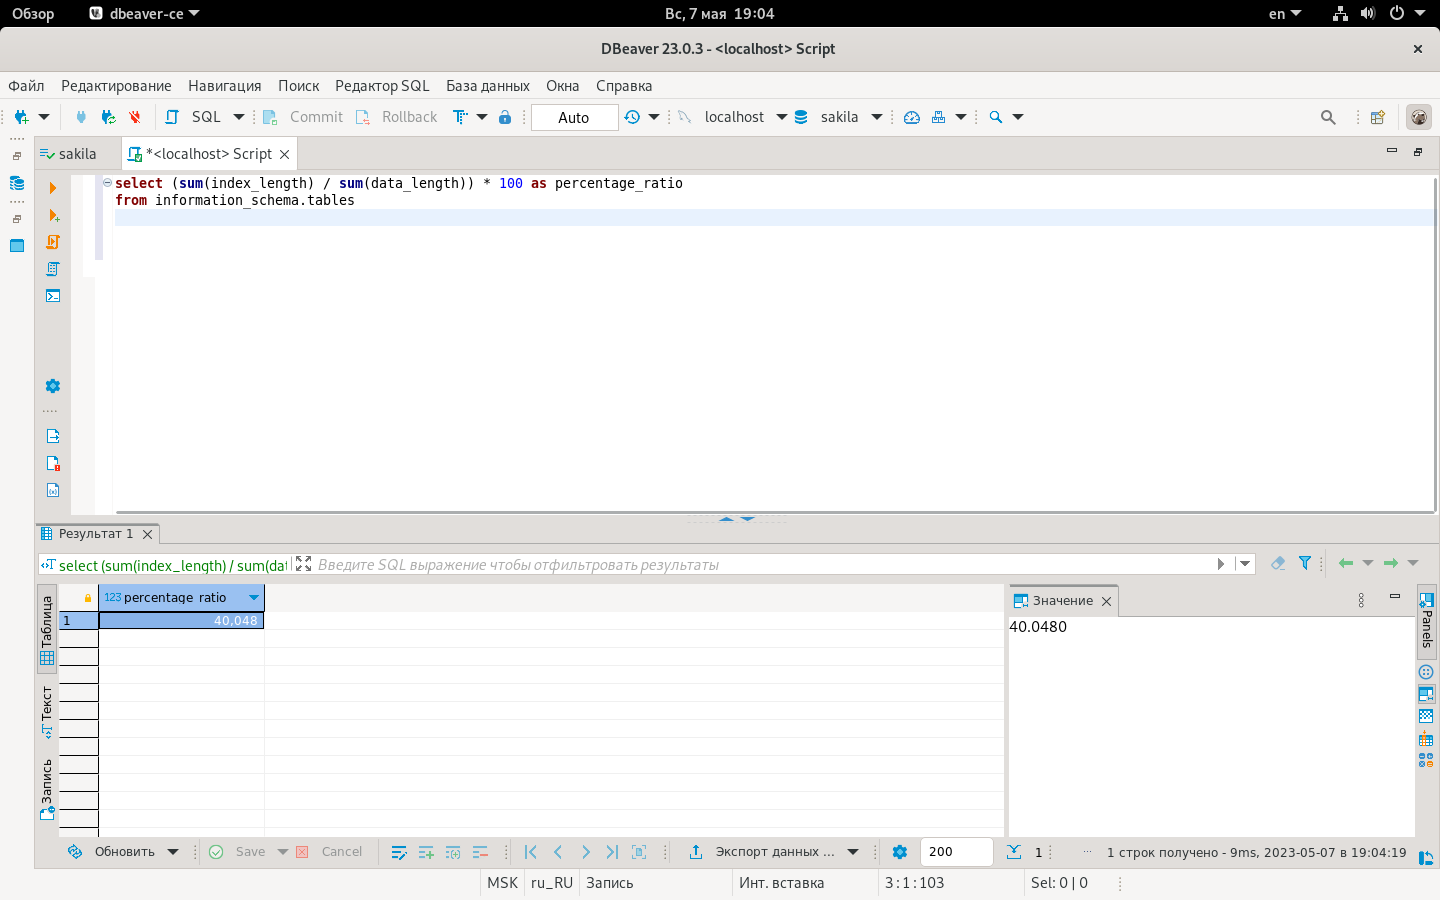 Обзор dbeaver-ce Вс, 7 мая 19:04 en
DBeaver 23.0.3 - <localhost> Script
Файл Редактирование Навигация Поиск Редактор SQL База данных Окна Справка
SQL Commit Rollback Auto localhost sakila
sakila *<localhost> Script
select (sum(index_length) / sum(data_length)) * 100 as percentage_ratio
from information_schema.tables
Результат 1
select (sum(index_length) / sum(dat Введите SQL выражение чтобы отфильтровать результаты
Таблица
Текст
Запись
123 percentage_ratio
1 40,048
Значение
40.0480
Panels
Обновить Save Cancel Экспорт данных ... 200 1 ··· 1 строк получено - 9ms, 2023-05-07 в 19:04:19
MSK ru_RU Запись Инт. вставка 3 : 1 : 103 Sel: 0 | 0